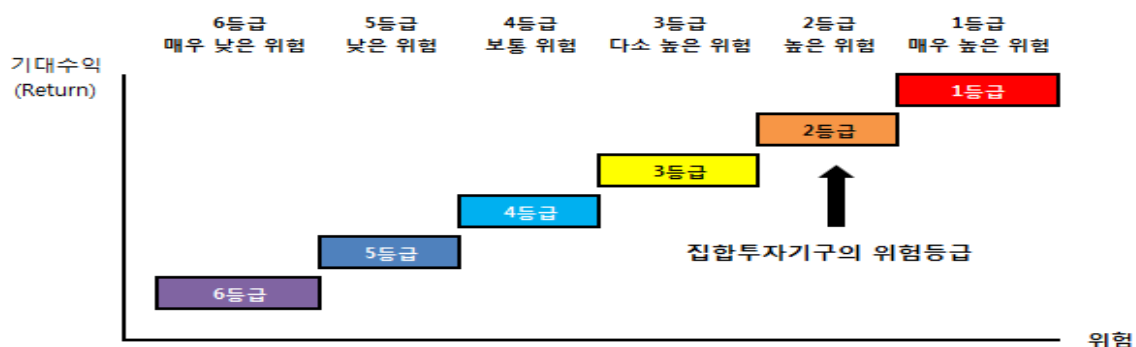 6등급 5등급 4등급 3등급 2등급 1등급
매우 낮은 위험 낮은 위험 보통 위험 다소 높은 위험 높은 위험 매우 높은 위험
기대수익
(Return)
1등급
2등급
3등급
4등급
집합투자기구의 위험등급
5등급
6등급
위험